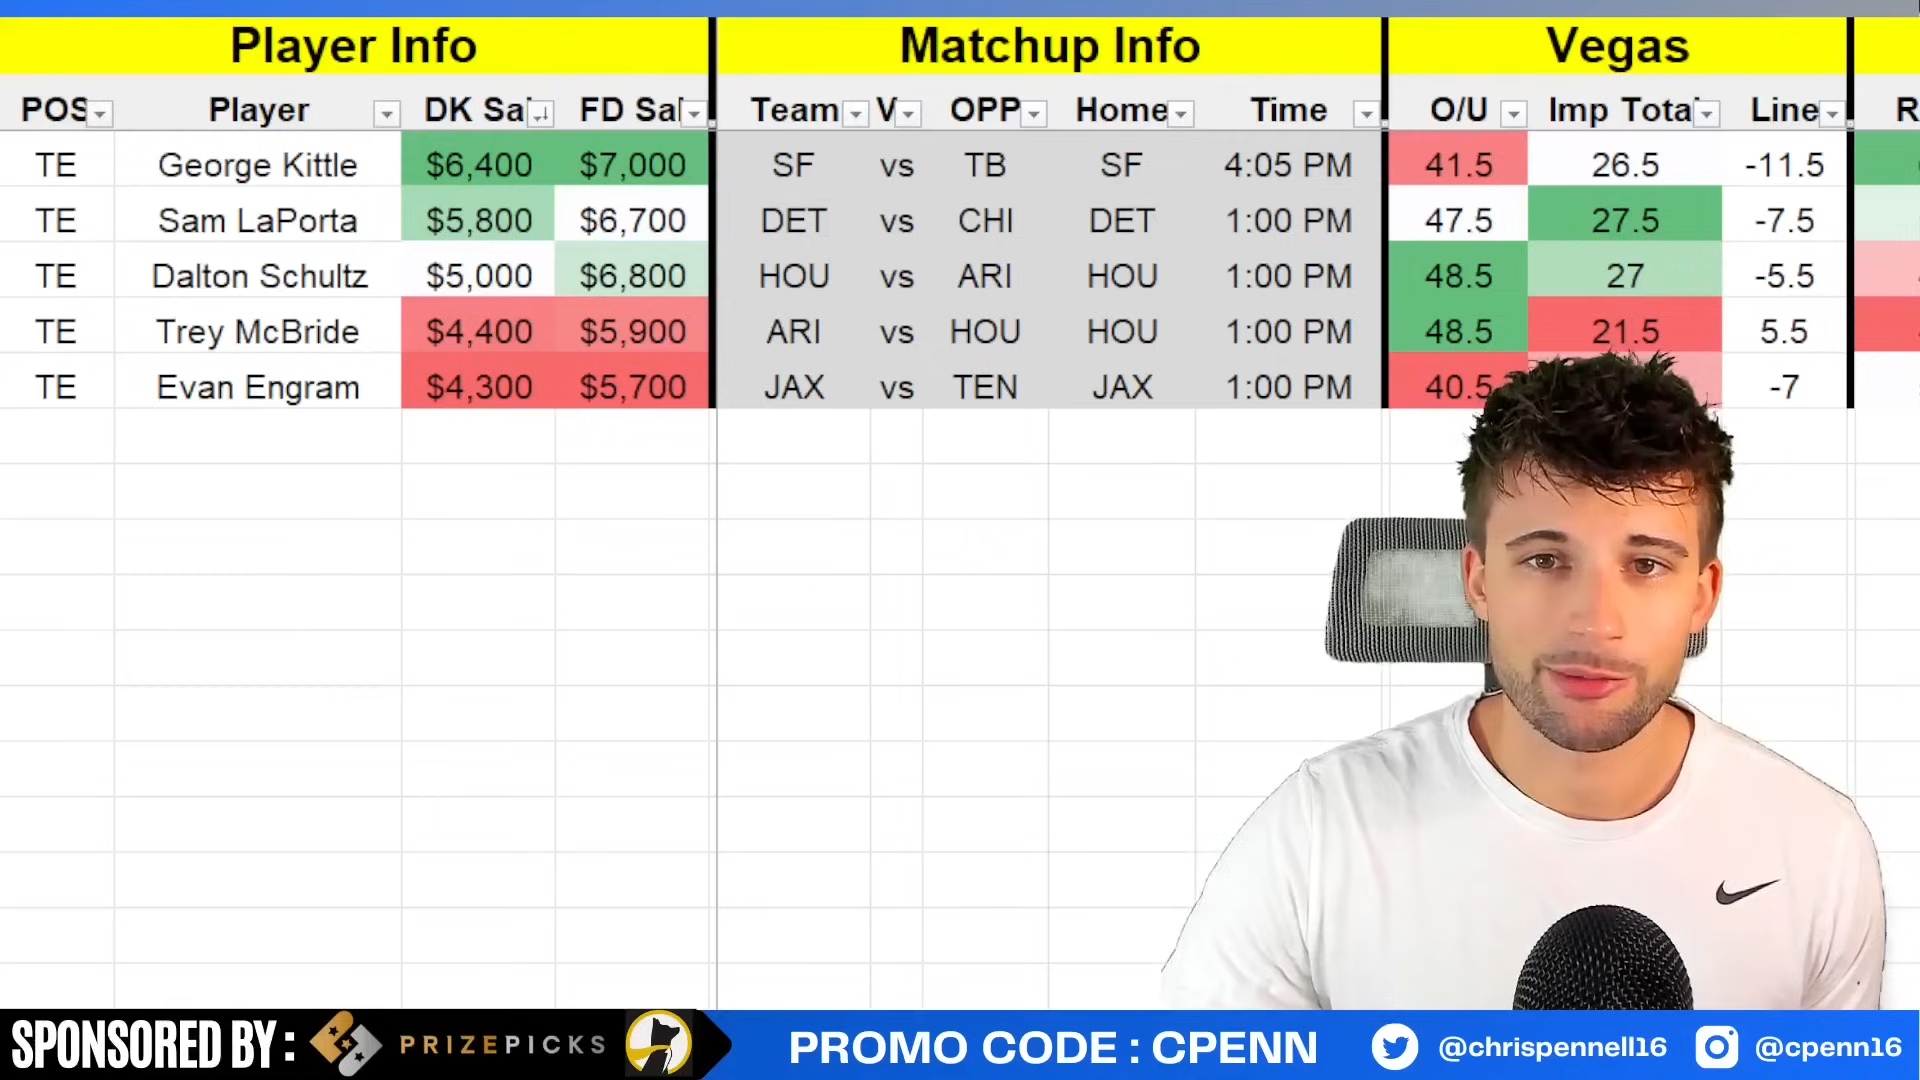 Player Info Matchup Info Vegas
POS Player DK Sal FD Sal Team V OPP Home Time O/U Imp Total Line R
TE George Kittle $6,400 $7,000 SF vs TB SF 4:05 PM 41.5 26.5 -11.5
TE Sam LaPorta $5,800 $6,700 DET vs CHI DET 1:00 PM 47.5 27.5 -7.5
TE Dalton Schultz $5,000 $6,800 HOU vs ARI HOU 1:00 PM 48.5 27 -5.5
TE Trey McBride $4,400 $5,900 ARI vs HOU HOU 1:00 PM 48.5 21.5 5.5
TE Evan Engram $4,300 $5,700 JAX vs TEN JAX 1:00 PM 40.5 -7
SPONSORED BY : PRIZEPICKS PROMO CODE : CPENN @chrispennell16 @cpenn16